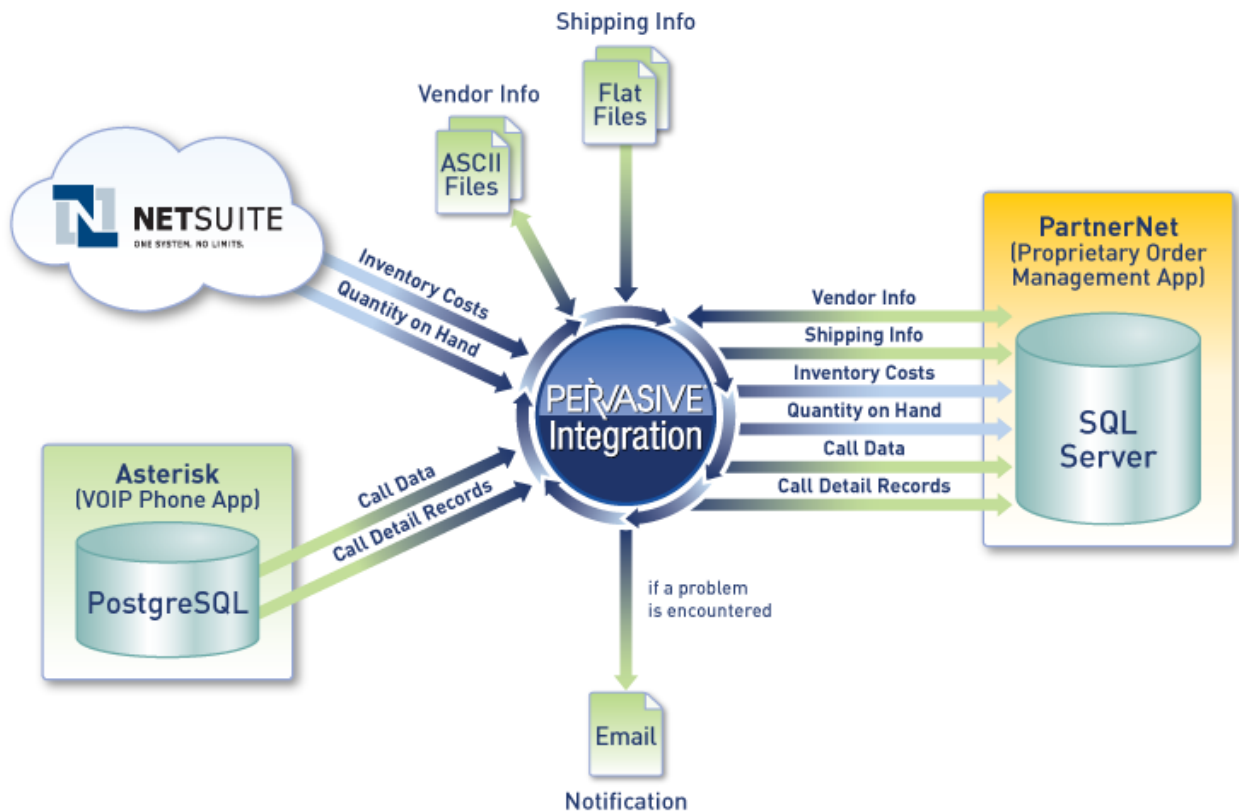 Shipping Info
Flat
Files
Vendor Info
ASCII
Files
N
NETSUITE
ONE SYSTEM. NO LIMITS.
Inventory Costs
Quantity on Hand
PERVASIVE
Integration
Asterisk
(VOIP Phone App)
PostgreSQL
Call Data
Call Detail Records
PartnerNet
(Proprietary Order
Management App)
Vendor Info
Shipping Info
Inventory Costs
Quantity on Hand
Call Data
Call Detail Records
SQL
Server
if a problem
is encountered
Email
Notification